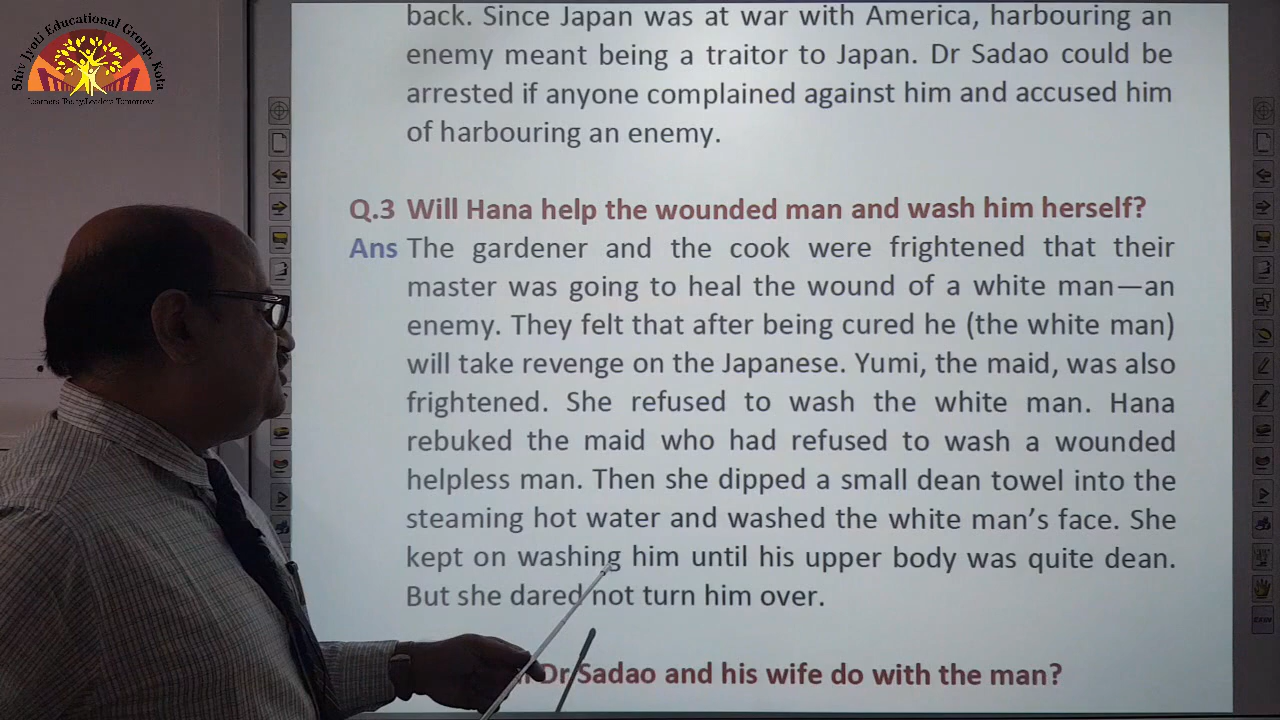 Shiv Jyoti Educational Group, Kota
back. Since Japan was at war with America, harbouring an
enemy meant being a traitor to Japan. Dr Sadao could be
arrested if anyone complained against him and accused him
of harbouring an enemy.
Q.3 Will Hana help the wounded man and wash him herself?
Ans The gardener and the cook were frightened that their
master was going to heal the wound of a white man—an
enemy. They felt that after being cured he (the white man)
will take revenge on the Japanese. Yumi, the maid, was also
frightened. She refused to wash the white man. Hana
rebuked the maid who had refused to wash a wounded
helpless man. Then she dipped a small dean towel into the
steaming hot water and washed the white man’s face. She
kept on washing him until his upper body was quite dean.
But she dared not turn him over.
Dr Sadao and his wife do with the man?